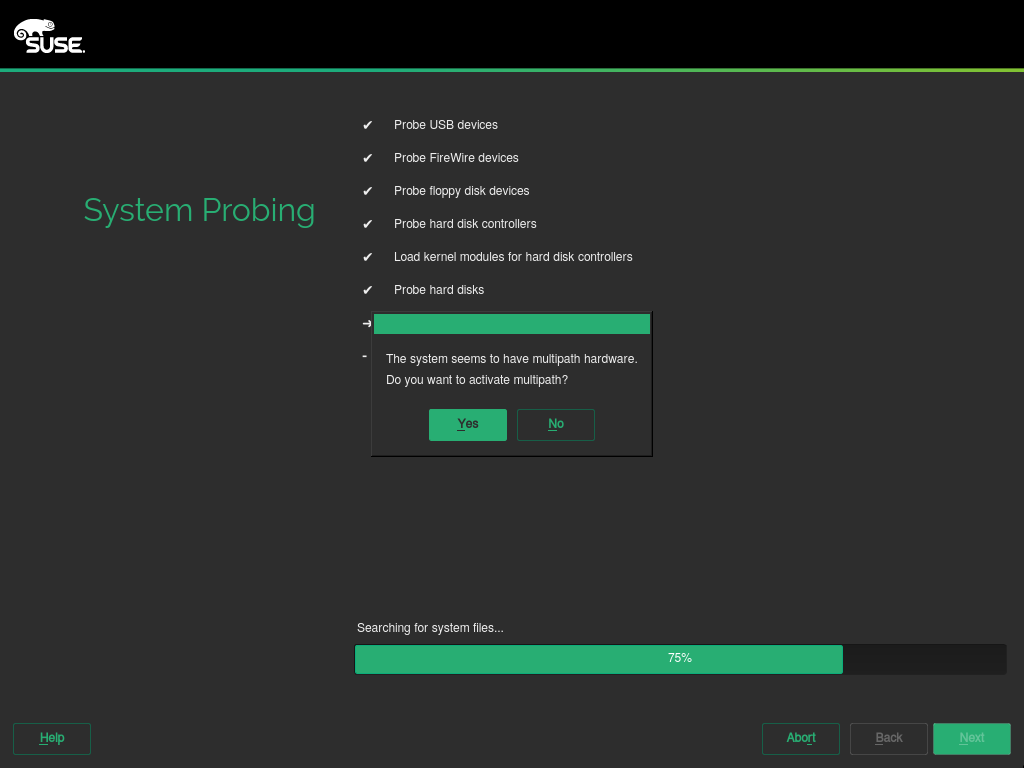 SUSE.
✔ Probe USB devices
✔ Probe FireWire devices
✔ Probe floppy disk devices
System Probing
✔ Probe hard disk controllers
✔ Load kernel modules for hard disk controllers
✔ Probe hard disks
➔
-
The system seems to have multipath hardware.
Do you want to activate multipath?
Yes No
Searching for system files...
75%
Help Abort Back Next